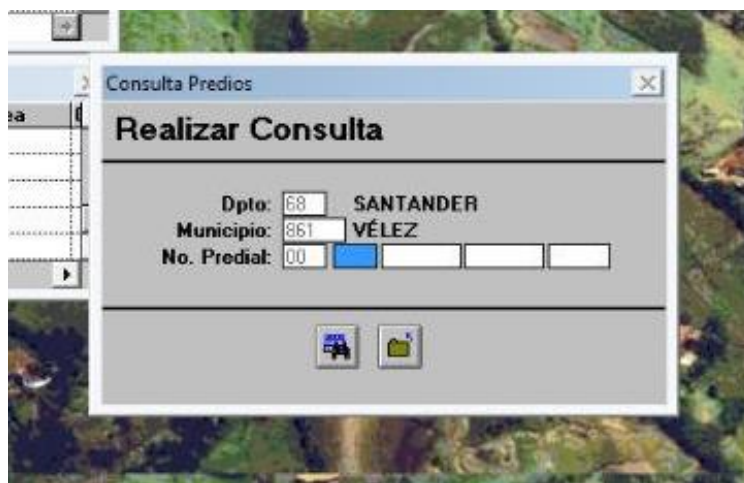 Consulta Predios
Realizar Consulta
Dpto: 68 SANTANDER
Municipio: 861 VÉLEZ
No. Predial: 00